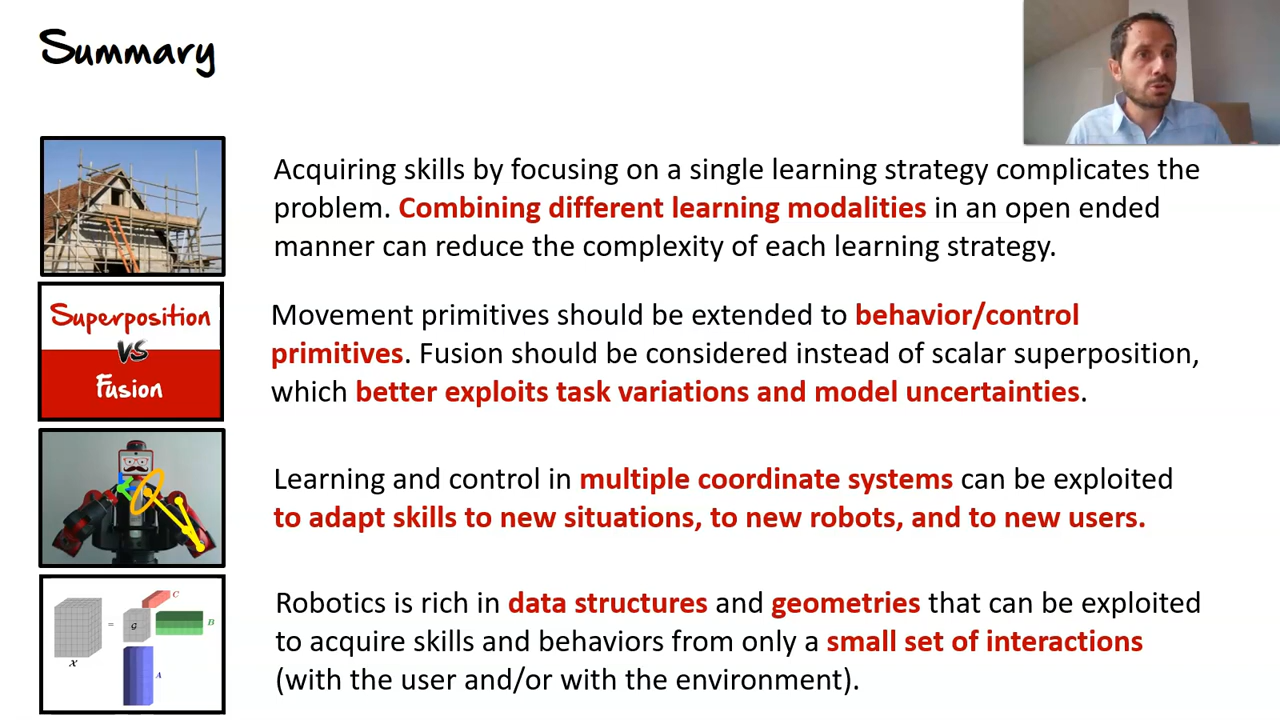 Summary
Acquiring skills by focusing on a single learning strategy complicates the
problem. Combining different learning modalities in an open ended
manner can reduce the complexity of each learning strategy.
Superposition
VS
Fusion
Movement primitives should be extended to behavior/control
primitives. Fusion should be considered instead of scalar superposition,
which better exploits task variations and model uncertainties.
Learning and control in multiple coordinate systems can be exploited
to adapt skills to new situations, to new robots, and to new users.
X
=
G
C
B
A
Robotics is rich in data structures and geometries that can be exploited
to acquire skills and behaviors from only a small set of interactions
(with the user and/or with the environment).